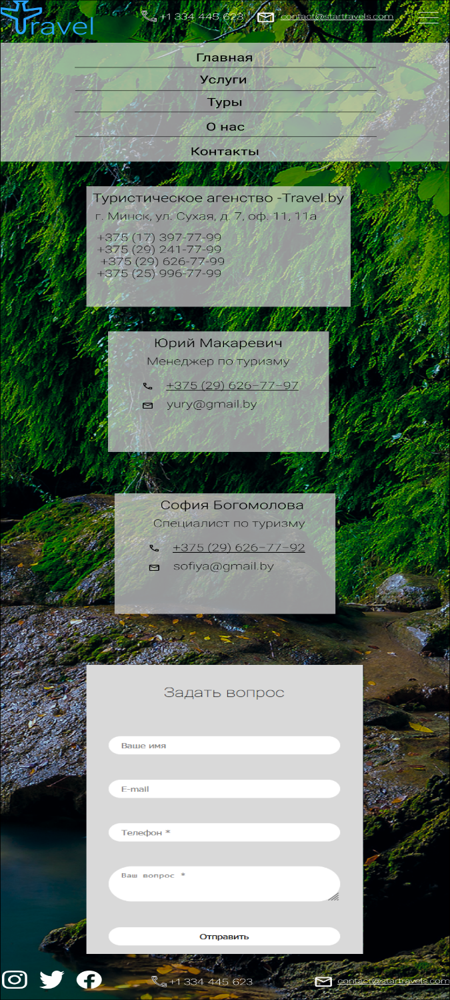 Travel
+1 334 445 623 contact@startravels.com
Главная
Услуги
Туры
О нас
Контакты
Туристическое агенство -Travel.by
г. Минск, ул. Сухая, д. 7, оф. 11, 11а
+375 (17) 397-77-99
+375 (29) 241-77-99
+375 (29) 626-77-99
+375 (25) 996-77-99
Юрий Макаревич
Менеджер по туризму
+375 (29) 626–77–97
yury@gmail.by
София Богомолова
Специалист по туризму
+375 (29) 626–77–92
sofiya@gmail.by
Задать вопрос
Ваше имя
E-mail
Телефон *
Ваш вопрос *
Отправить
+1 334 445 623 contact@startravels.com